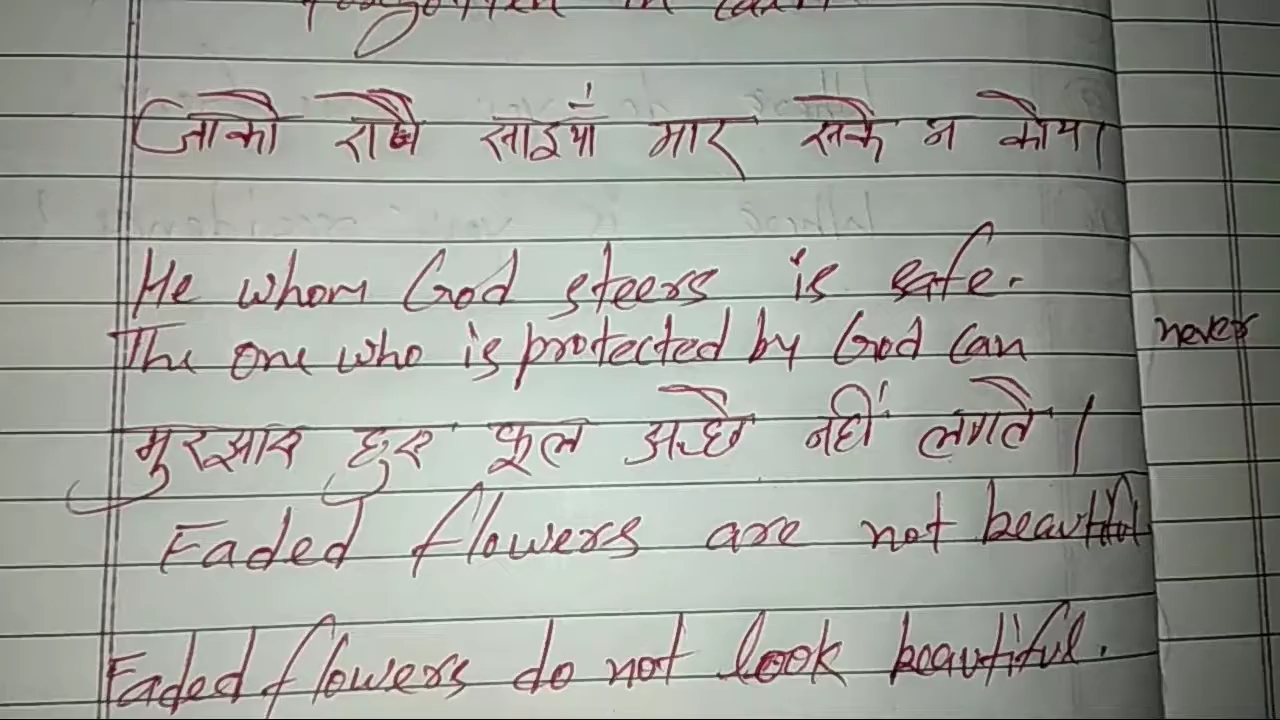 जाको राखै साइयाँ मार सकै न कोय।
He whom God steers is safe.
The one who is protected by God can never
मुरझाए हुए फूल अच्छे नहीं लगते।
Faded flowers are not beautiful
Faded flowers do not look beautiful.